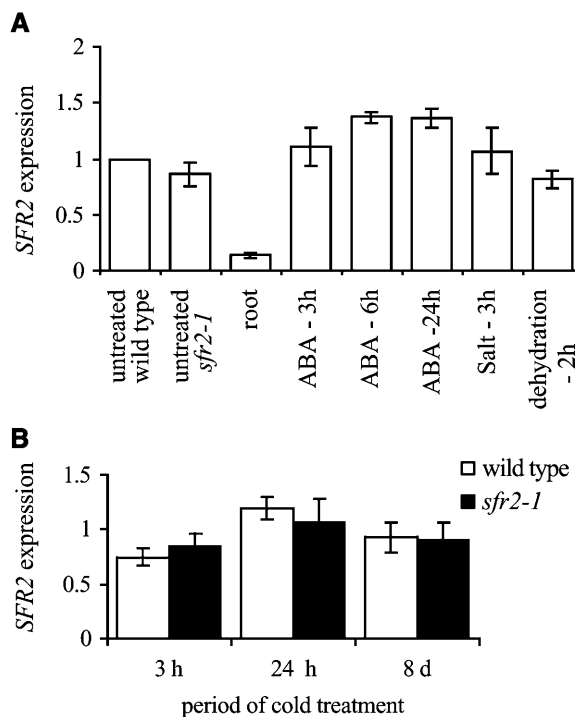 A
SFR2 expression
2
1.5
1
0.5
0
untreated
wild type
untreated
sfr2-1
root
ABA - 3h
ABA - 6h
ABA -24h
Salt - 3h
dehydration
- 2h
B
SFR2 expression
1.5
1
0.5
0
wild type
sfr2-1
3 h
24 h
8 d
period of cold treatment